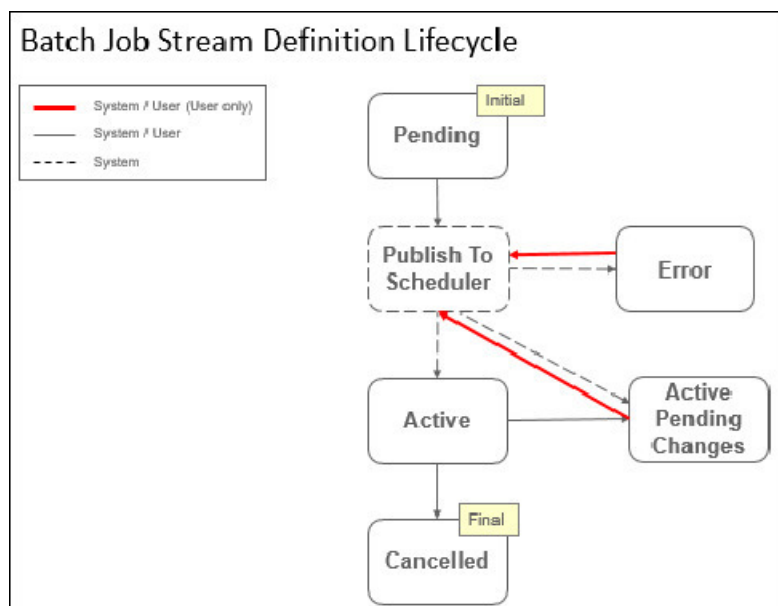 Batch Job Stream Definition Lifecycle
System / User (User only)
System / User
System
Initial
Pending
Publish To
Scheduler
Error
Active
Active
Pending
Changes
Final
Cancelled